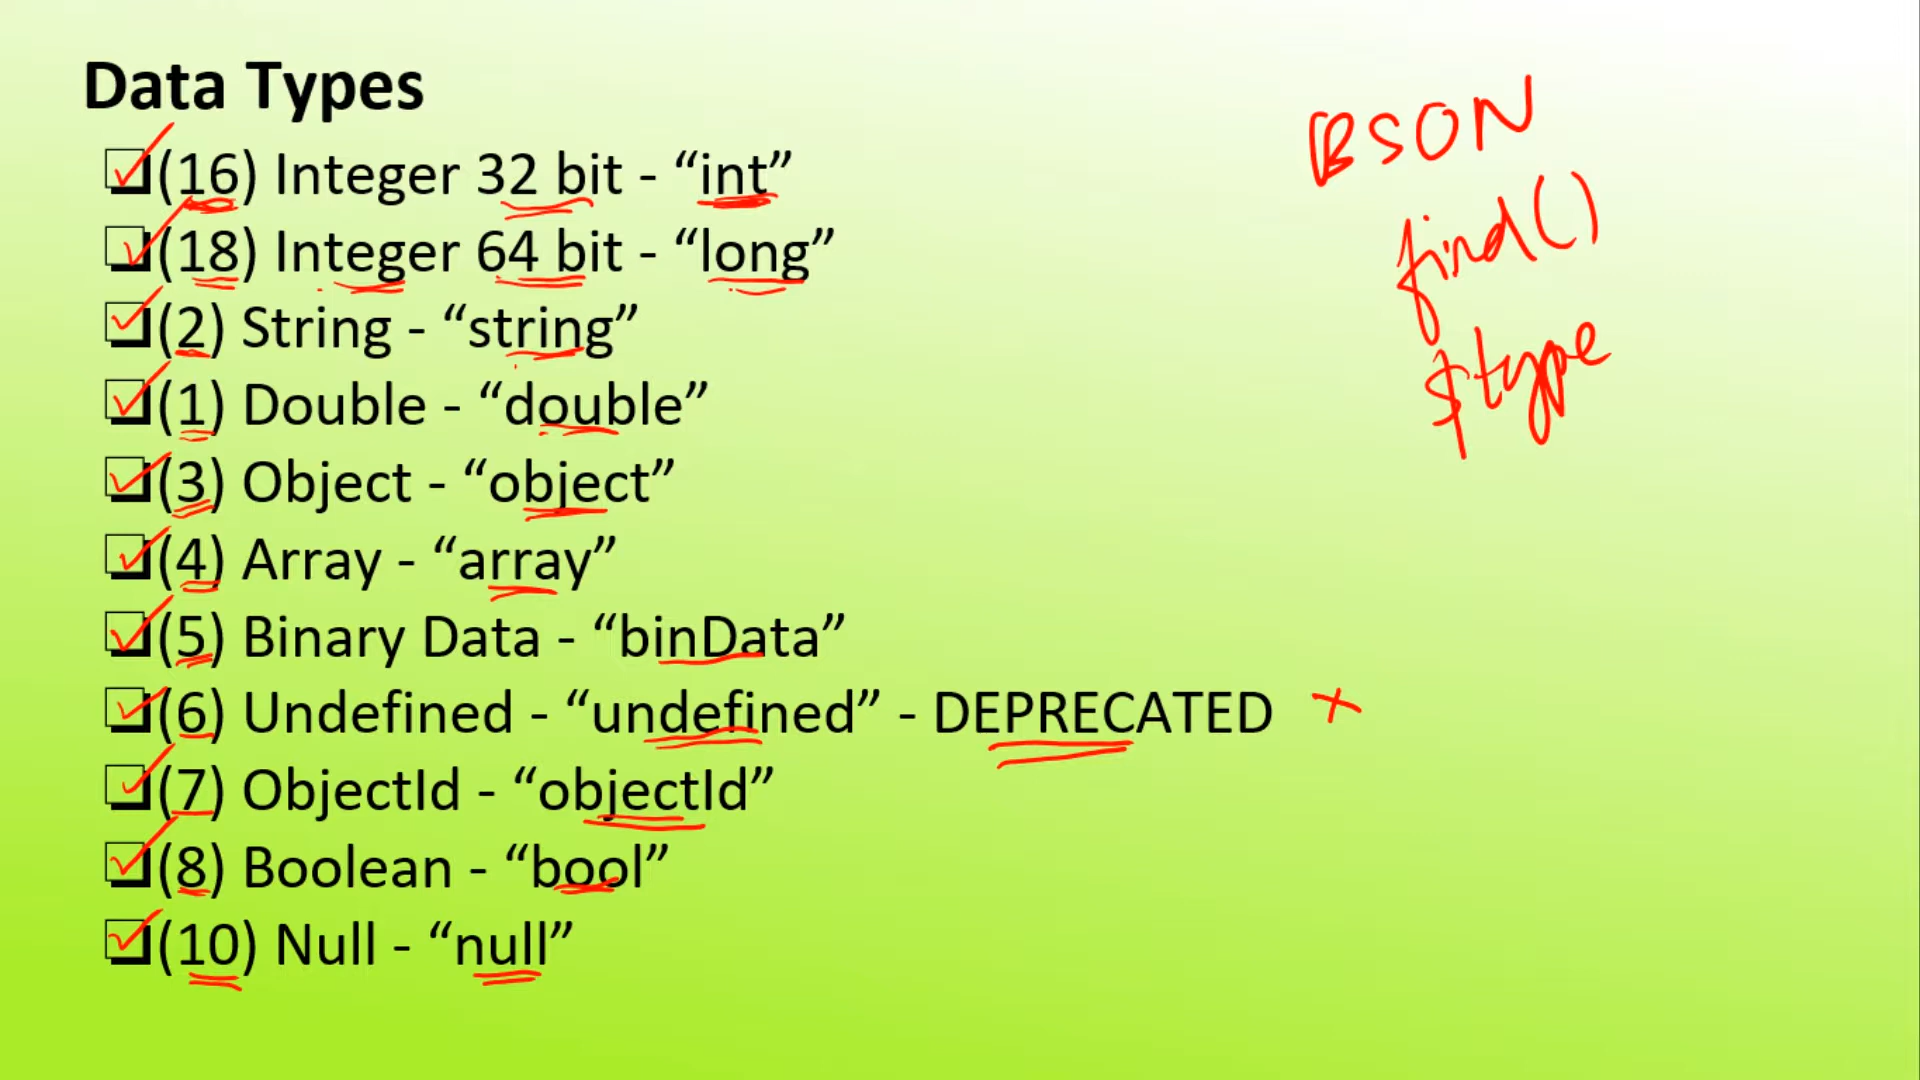 Data Types
(16) Integer 32 bit - “int”
(18) Integer 64 bit - “long”
(2) String - “string”
(1) Double - “double”
(3) Object - “object”
(4) Array - “array”
(5) Binary Data - “binData”
(6) Undefined - “undefined” - DEPRECATED
(7) ObjectId - “objectId”
(8) Boolean - “bool”
(10) Null - “null”
BSON
find()
$type